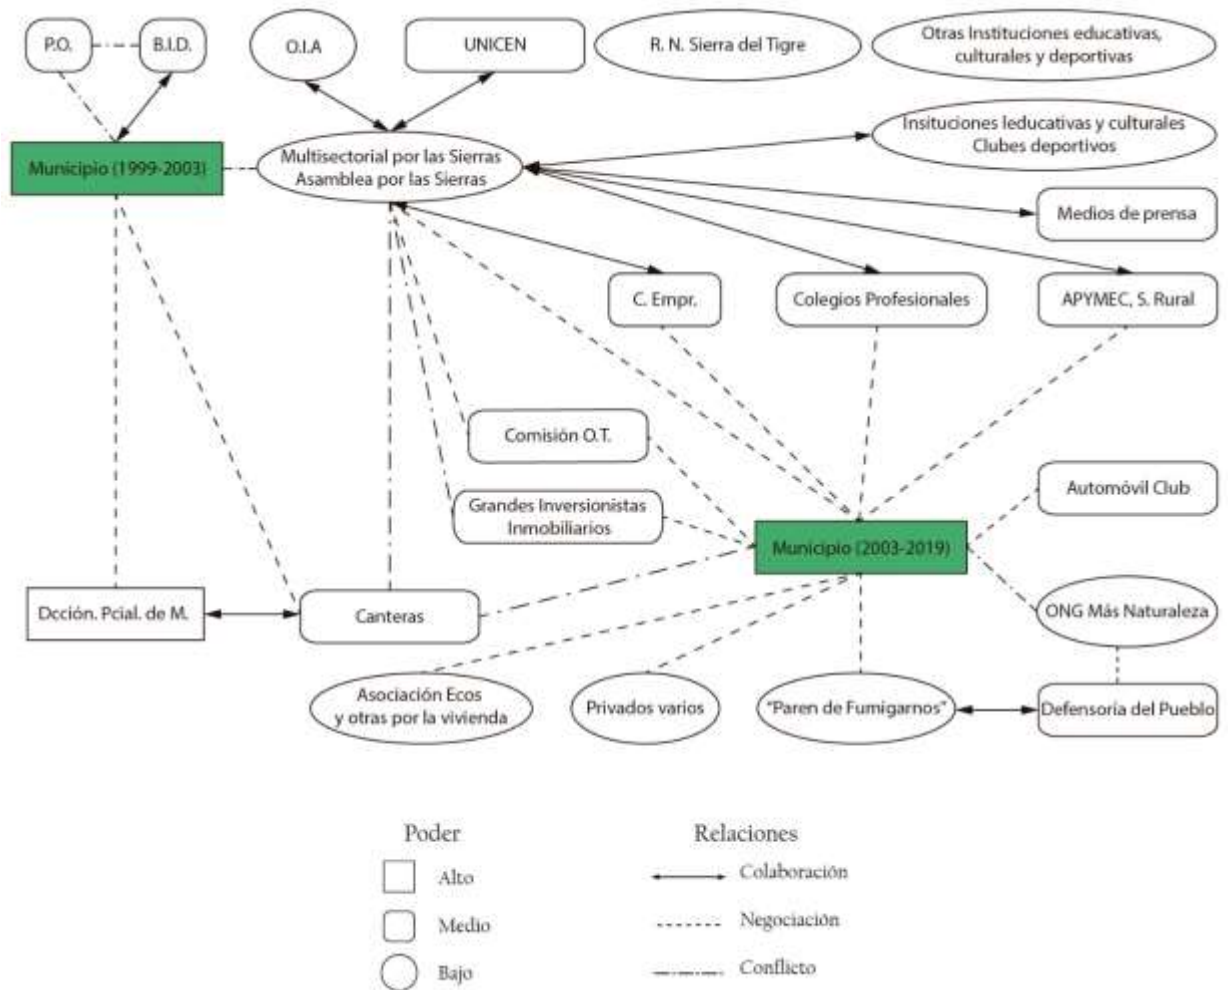 P.O.
B.I.D.
O.I.A
UNICEN
R. N. Sierra del Tigre
Otras Instituciones educativas,
culturales y deportivas
Municipio (1999-2003)
Multisectorial por las Sierras
Asamblea por las Sierras
Insituciones leducativas y culturales
Clubes deportivos
Medios de prensa
C. Empr.
Colegios Profesionales
APYMEC, S. Rural
Comisión O.T.
Grandes Inversionistas
Inmobiliarios
Automóvil Club
Municipio (2003-2019)
Dcción. Pcial. de M.
Canteras
ONG Más Naturaleza
Asociación Ecos
y otras por la vivienda
Privados varios
"Paren de Fumigarnos"
Defensoría del Pueblo
Poder
Relaciones
Alto
Colaboración
Medio
Negociación
Bajo
Conflicto